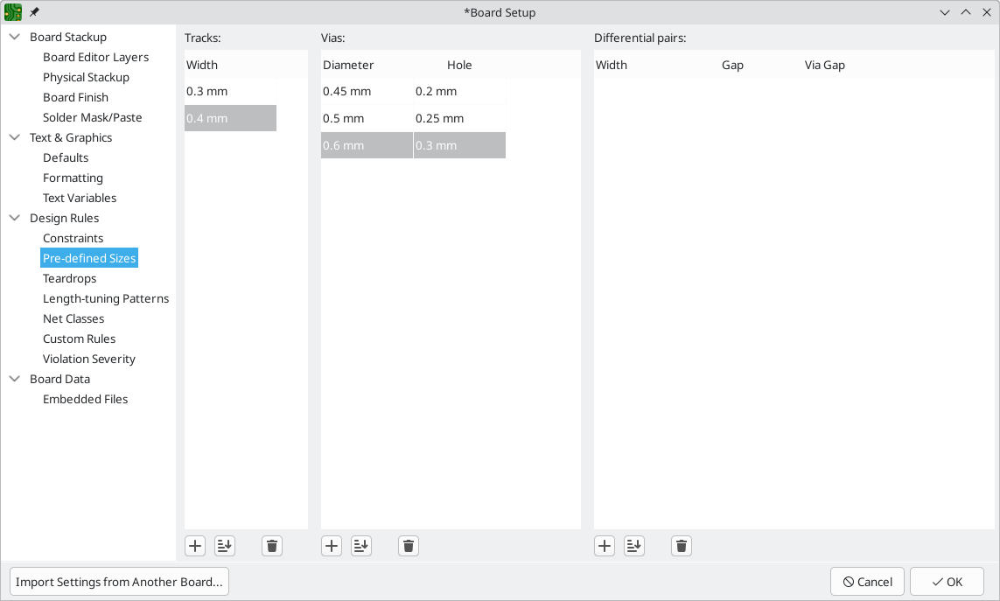 *Board Setup
Board Stackup
Board Editor Layers
Physical Stackup
Board Finish
Solder Mask/Paste
Text & Graphics
Defaults
Formatting
Text Variables
Design Rules
Constraints
Pre-defined Sizes
Teardrops
Length-tuning Patterns
Net Classes
Custom Rules
Violation Severity
Board Data
Embedded Files
Tracks:
Width
0.3 mm
0.4 mm
Vias:
Diameter Hole
0.45 mm 0.2 mm
0.5 mm 0.25 mm
0.6 mm 0.3 mm
Differential pairs:
Width Gap Via Gap
Import Settings from Another Board...
Cancel
OK